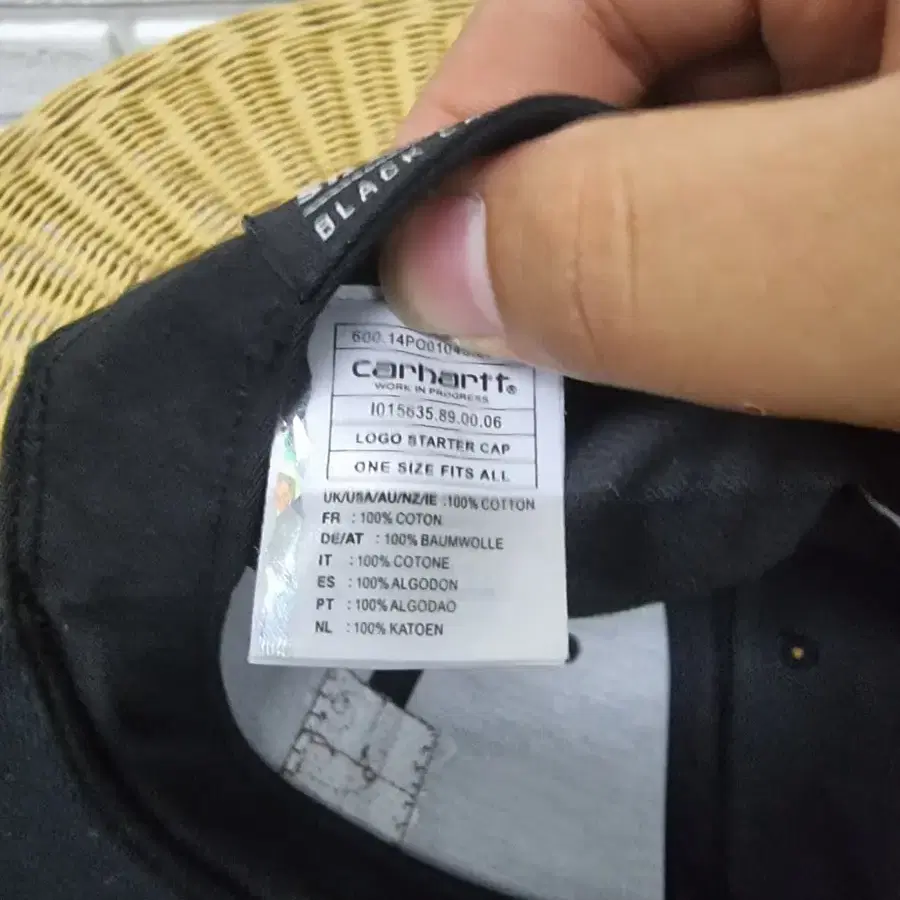 BLACK
carhartt®
WORK IN PROGRESS
I015635.89.00.06
LOGO STARTER CAP
ONE SIZE FITS ALL
UK/USA/AU/NZ/IE :100% COTTON
FR : 100% COTON
DE/AT : 100% BAUMWOLLE
IT : 100% COTONE
ES : 100% ALGODON
PT : 100% ALGODAO
NL : 100% KATOEN